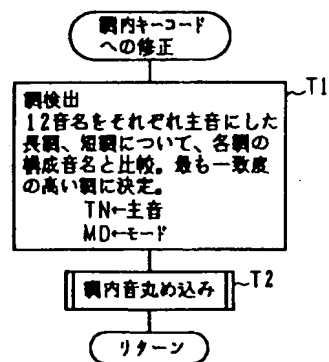 調内キーコード
への修正
T1
調検出
12音名をそれぞれ主音にした
長調、短調について、各調の
構成音名と比較。最も一致度
の高い調に決定。
TN←主音
MD←モード
調内音丸め込み
T2
リターン